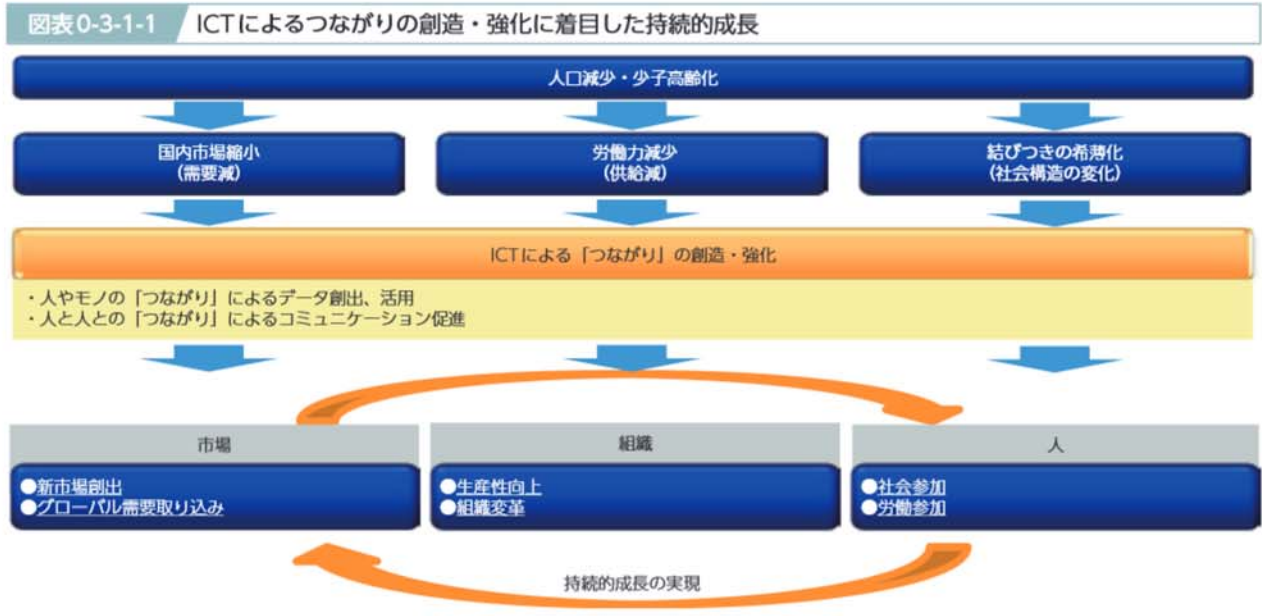 図表0-3-1-1 ICTによるつながりの創造・強化に着目した持続的成長
人口減少・少子高齢化
国内市場縮小
(需要減)
労働力減少
(供給減)
結びつきの希薄化
(社会構造の変化)
ICTによる「つながり」の創造・強化
・人やモノの「つながり」によるデータ創出、活用
・人と人との「つながり」によるコミュニケーション促進
市場
●新市場創出
●グローバル需要取り込み
組織
●生産性向上
●組織変革
人
●社会参加
●労働参加
持続的成長の実現